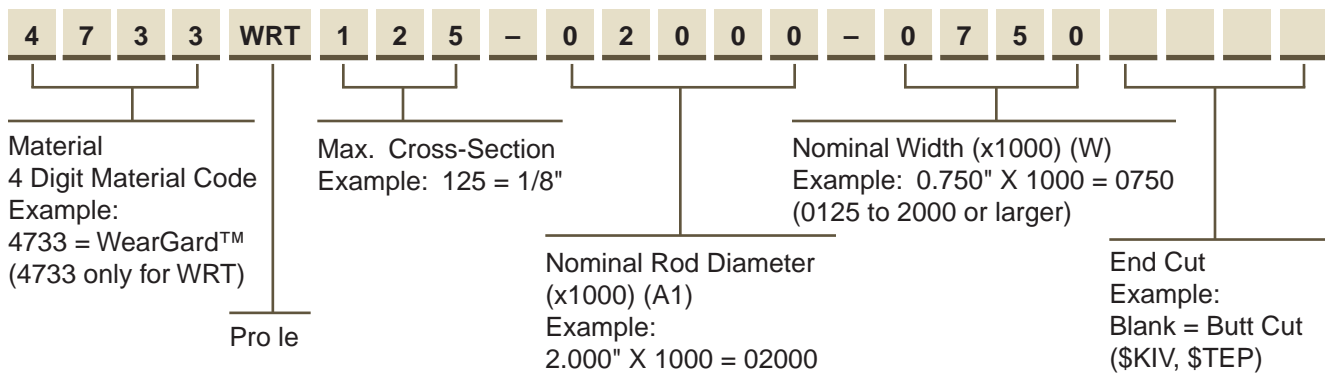 4 7 3 3 WRT 1 2 5 – 0 2 0 0 0 – 0 7 5 0
Material
4 Digit Material Code
Example:
4733 = WearGard™
(4733 only for WRT)
Pro le
Max. Cross-Section
Example: 125 = 1/8"
Nominal Rod Diameter
(x1000) (A1)
Example:
2.000" X 1000 = 02000
Nominal Width (x1000) (W)
Example: 0.750" X 1000 = 0750
(0125 to 2000 or larger)
End Cut
Example:
Blank = Butt Cut
($KIV, $TEP)